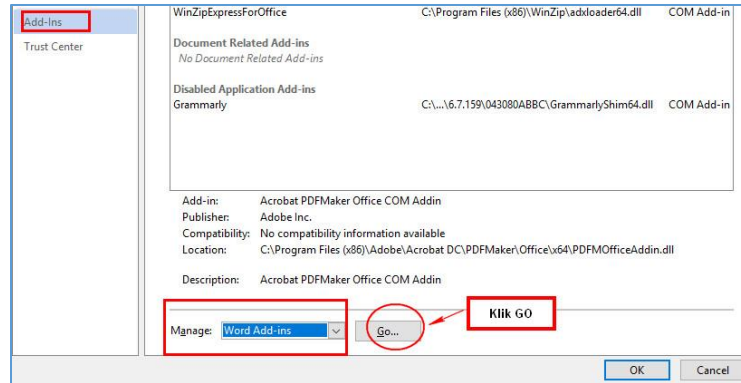 Add-Ins
Trust Center
WinZipExpressForOffice C:\Program Files (x86)\WinZip\adxloader64.dll COM Add-in
Document Related Add-ins
No Document Related Add-ins
Disabled Application Add-ins
Grammarly C:\...\6.7.159\043080ABBC\GrammarlyShim64.dll COM Add-in
Add-in: Acrobat PDFMaker Office COM Addin
Publisher: Adobe Inc.
Compatibility: No compatibility information available
Location: C:\Program Files (x86)\Adobe\Acrobat DC\PDFMaker\Office\x64\PDFMOfficeAddin.dll
Description: Acrobat PDFMaker Office COM Addin
Klik GO
Manage: Word Add-ins Go...
OK Cancel